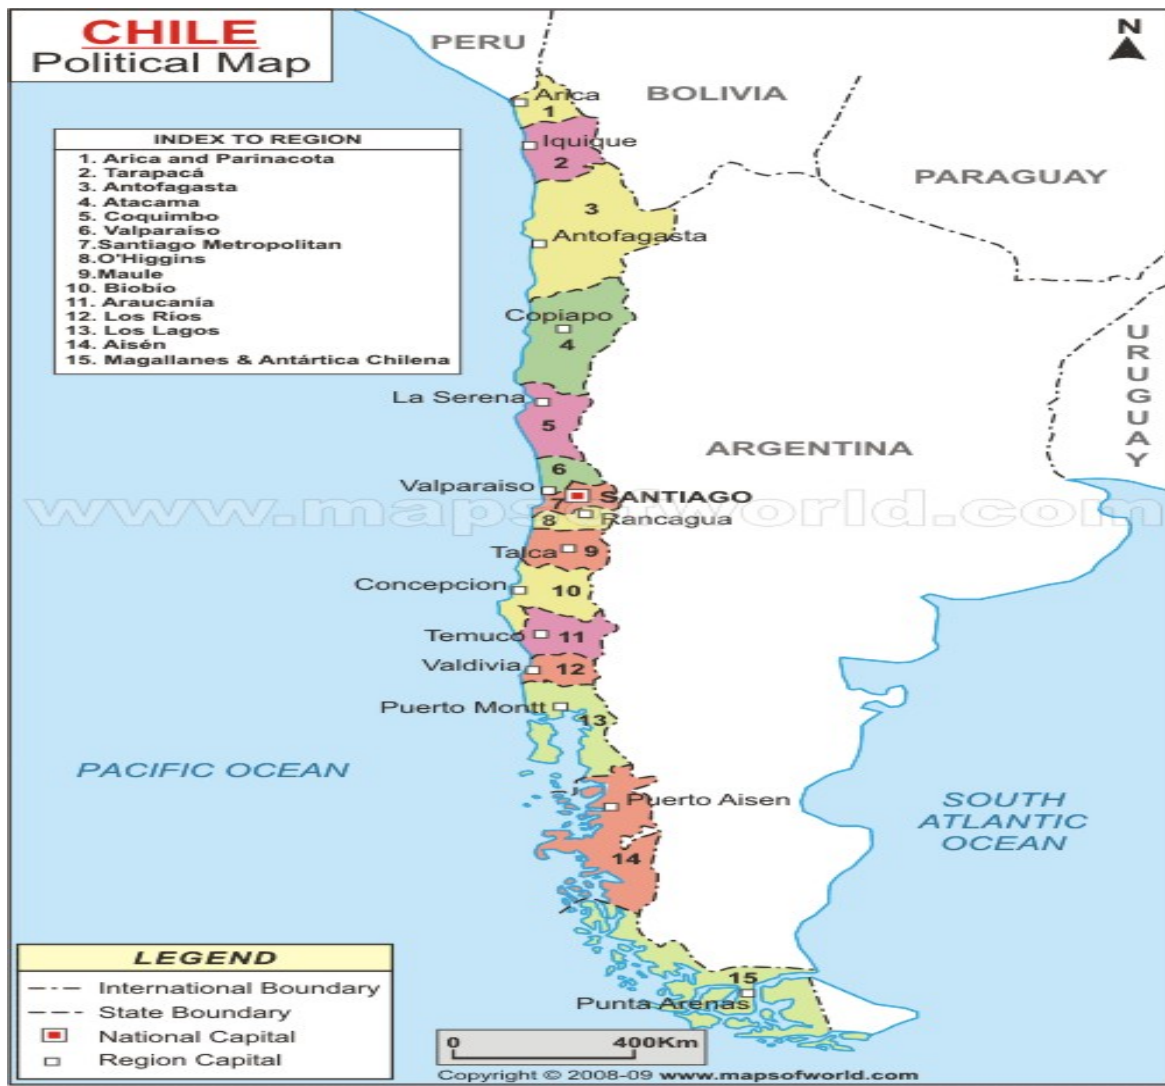 CHILE
Political Map
N
PERU
BOLIVIA
PARAGUAY
URUGUAY
ARGENTINA
INDEX TO REGION
1. Arica and Parinacota
2. Tarapacá
3. Antofagasta
4. Atacama
5. Coquimbo
6. Valparaíso
7.Santiago Metropolitan
8.O'Higgins
9.Maule
10. Biobío
11. Araucanía
12. Los Ríos
13. Los Lagos
14. Aisén
15. Magallanes & Antártica Chilena
Arica
1
Iquique
2
3
Antofagasta
Copiapo
4
La Serena
5
6
Valparaiso
SANTIAGO
7
8
Rancagua
www.mapsofworld.com
Talca
9
Concepcion
10
Temuco
11
Valdivia
12
Puerto Montt
13
PACIFIC OCEAN
Puerto Aisen
SOUTH
ATLANTIC
OCEAN
14
15
Punta Arenas
LEGEND
International Boundary
State Boundary
National Capital
Region Capital
0 400Km
Copyright © 2008-09 www.mapsofworld.com